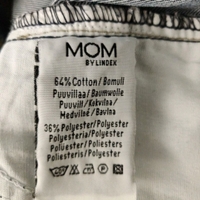 MOM
BY LINDEX
64% Cotton/Bomull
Puuvillaa/Baumwolle
Puuvill/Kokvilna/
Medvilnė/Bavlna
36% Polyester/Polyester
Polyesteria/Polyester
Polüester/Poliesters
Poliesteris/Polyester